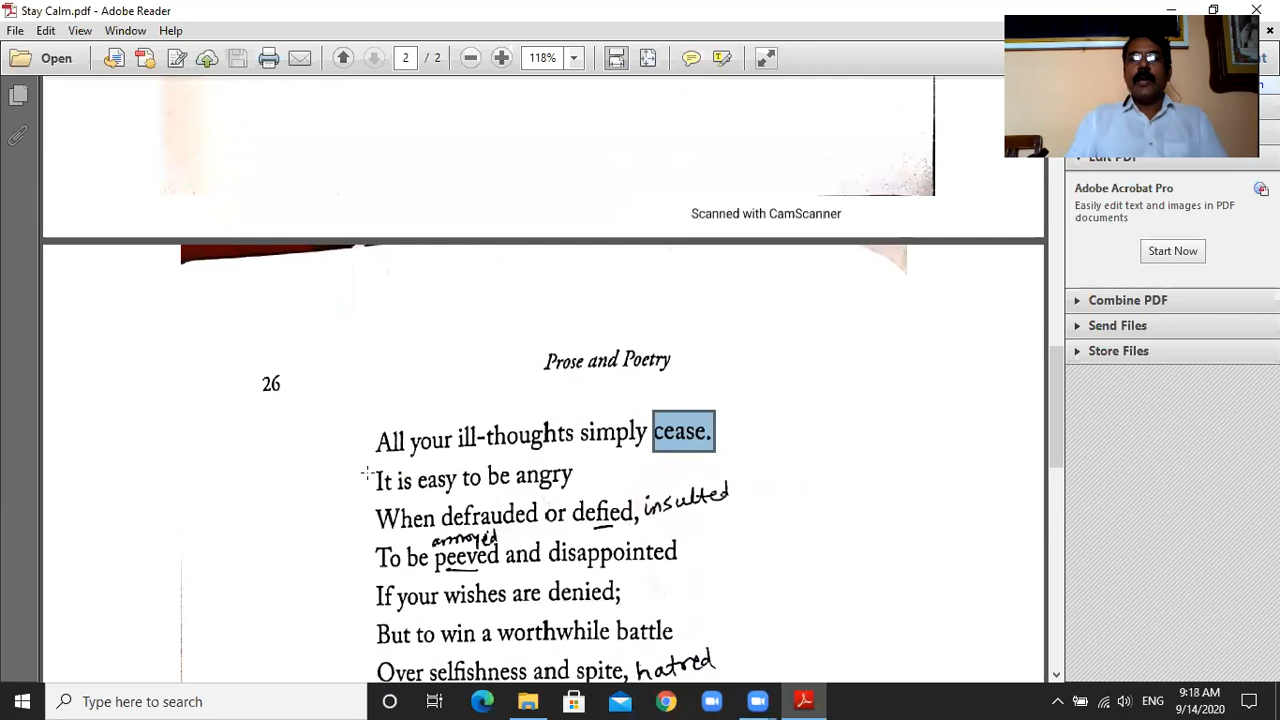 Stay Calm.pdf - Adobe Reader
File Edit View Window Help
Open 2 2 118%
Scanned with CamScanner
Edit PDF
Adobe Acrobat Pro
Easily edit text and images in PDF
documents
Start Now
Combine PDF
Send Files
Store Files
Prose and Poetry
26
All your ill-thoughts simply cease.
It is easy to be angry
When defrauded or defied, insulted
annoyed
To be peeved and disappointed
If your wishes are denied;
But to win a worthwhile battle
Over selfishness and spite, hatred
Type here to search
ENG
9:18 AM
9/14/2020